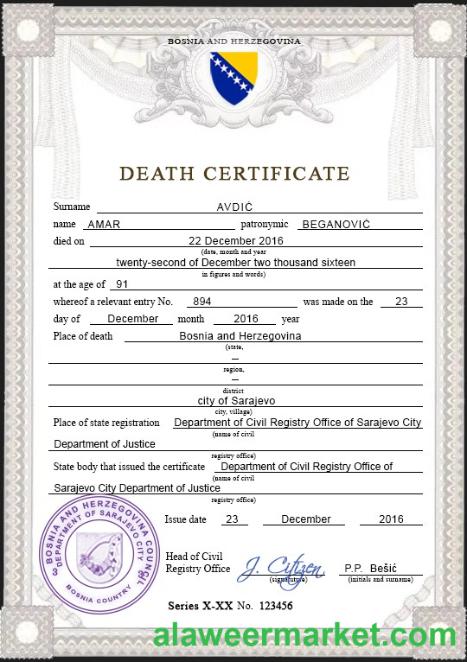 BOSNIA AND HERZEGOVINA
DEATH CERTIFICATE
Surname AVDIĆ
name AMAR patronymic BEGANOVIĆ
died on 22 December 2016
(date, month and year
twenty-second of December two thousand sixteen
in figures and words)
at the age of 91
whereof a relevant entry No. 894 was made on the 23
day of December month 2016 year
Place of death Bosnia and Herzegovina
(state,
—
region,
—
district
city of Sarajevo
city, village)
Place of state registration Department of Civil Registry Office of Sarajevo City
(name of civil
Department of Justice
registry office)
State body that issued the certificate Department of Civil Registry Office of
(name of civil
Sarajevo City Department of Justice
registry office)
BOSNIA AND HERZEGOVINA COUNCIL
DEPARTMENT OF SARAJEVO CITY
BOSNIA COUNTRY
Issue date 23 December 2016
Head of Civil
Registry Office J. Citizen P.P. Bešić
(signature) (initials and surname)
Series X-XX No. 123456
alaweermarket.com